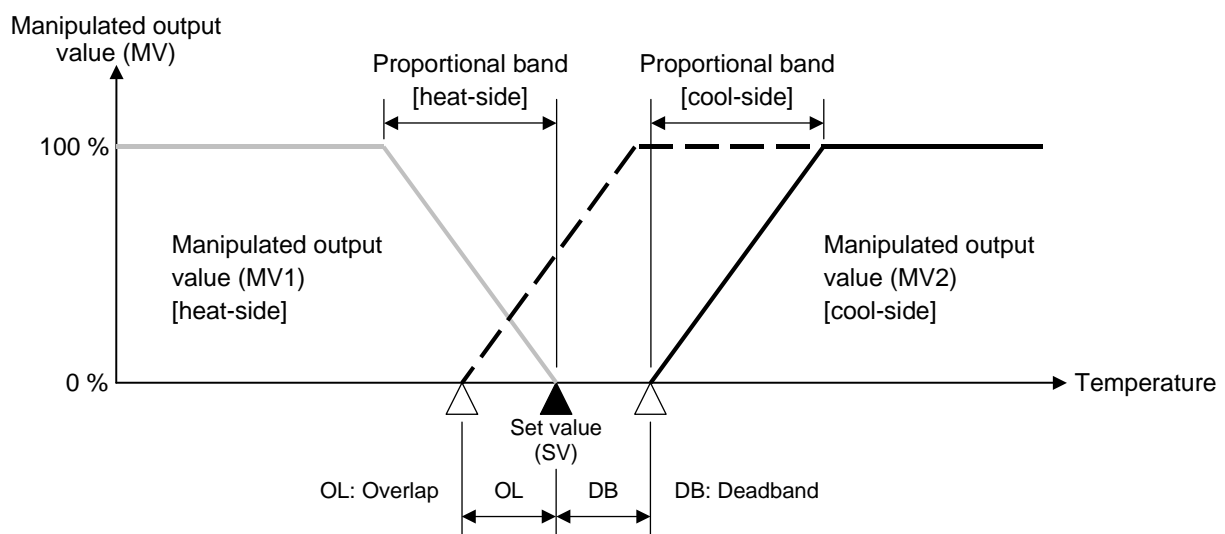 Manipulated output
value (MV)
Proportional band
[heat-side]
Proportional band
[cool-side]
100 %
Manipulated output
value (MV1)
[heat-side]
Manipulated output
value (MV2)
[cool-side]
0 %
Temperature
Set value
(SV)
OL: Overlap
OL
DB
DB: Deadband